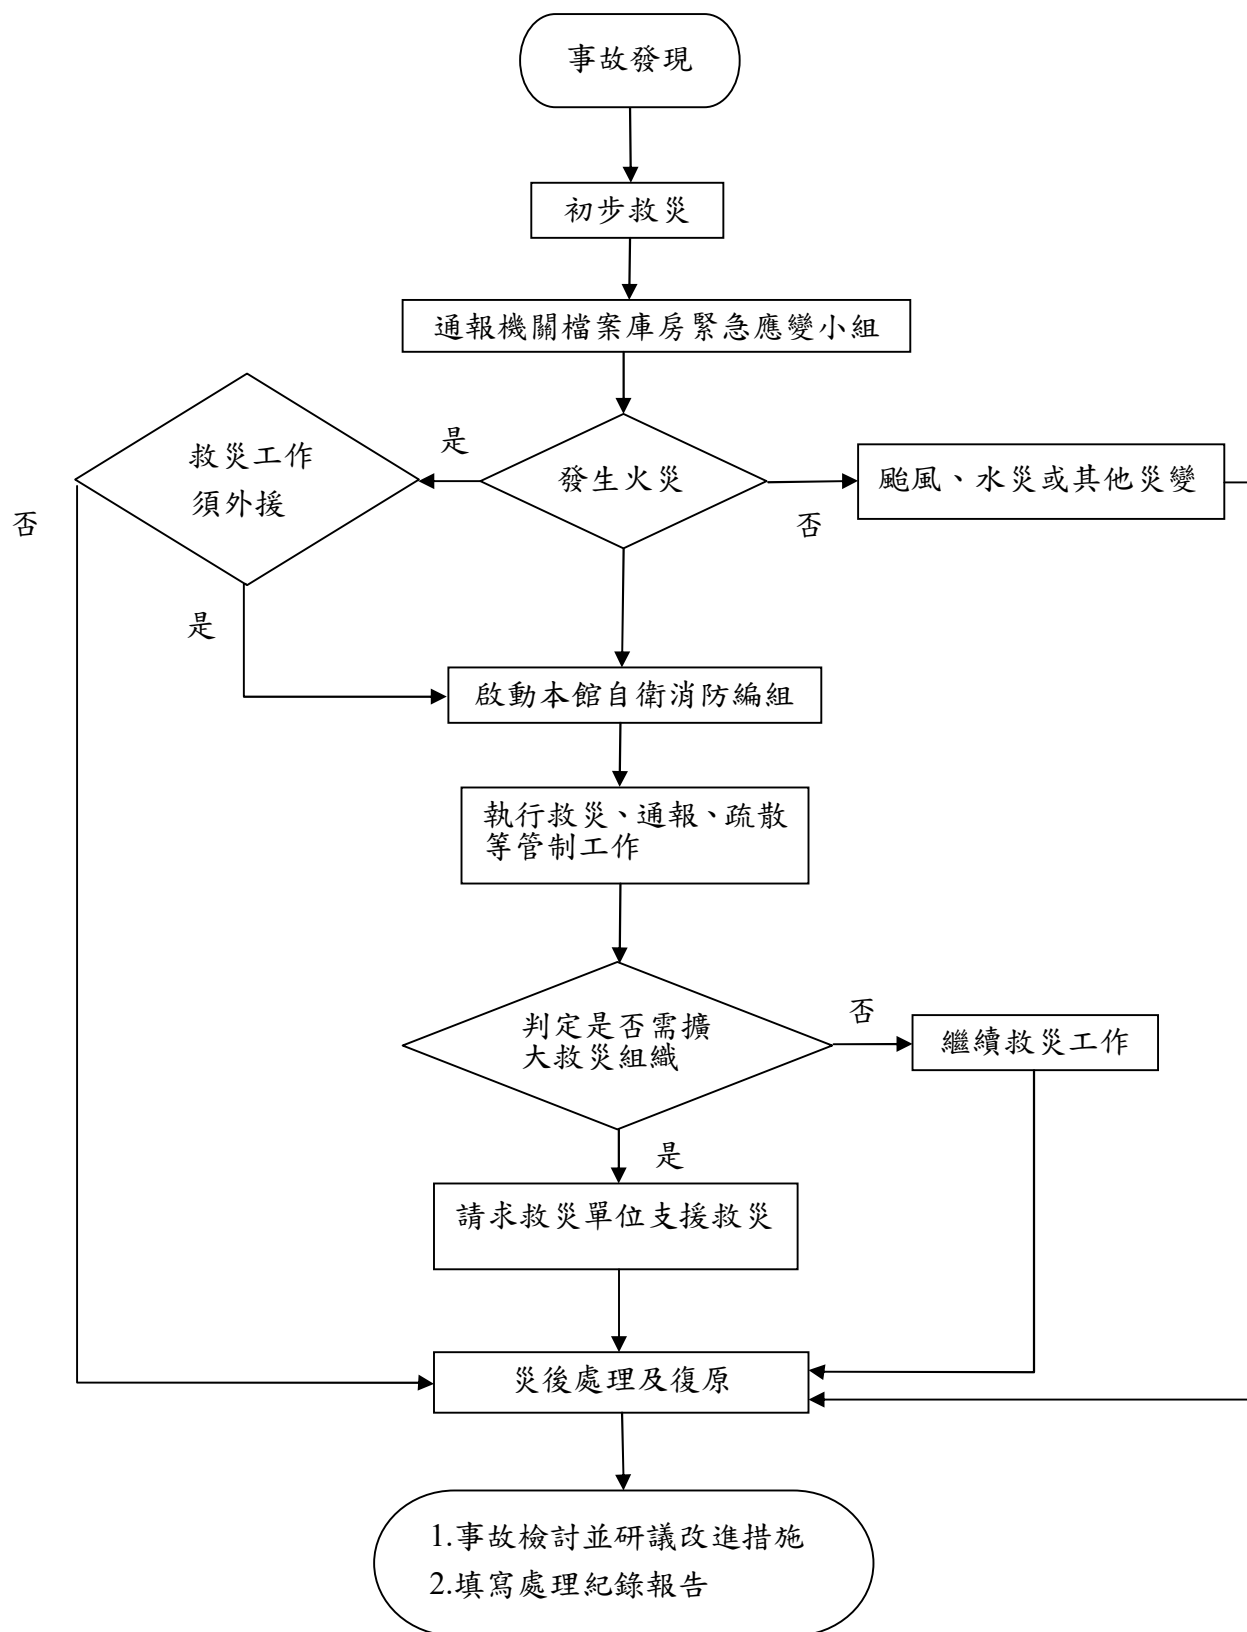 事故發現
初步救災
通報機關檔案庫房緊急應變小組
是
救災工作
須外援
發生火災
颱風、水災或其他災變
否
否
是
啟動本館自衛消防編組
執行救災、通報、疏散
等管制工作
判定是否需擴
大救災組織
否
繼續救災工作
是
請求救災單位支援救災
災後處理及復原
1.事故檢討並研議改進措施
2.填寫處理紀錄報告